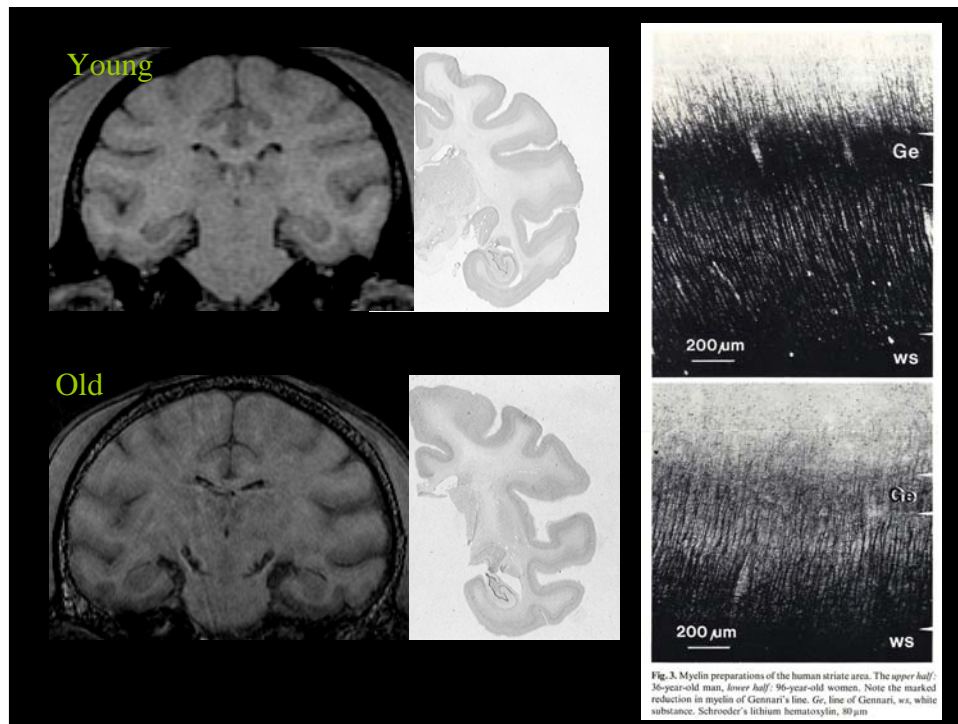 Young
Old
Ge
200 µm
ws
Ge
200 µm
ws
Fig. 3. Myelin preparations of the human striate area. The upper half:
36-year-old man, lower half: 96-year-old women. Note the marked
reduction in myelin of Gennari's line. Ge, line of Gennari, ws, white
substance. Schroeder's lithium hematoxylin, 80 µm